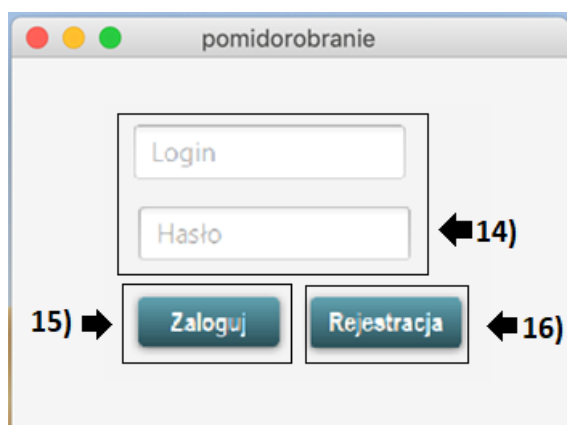 pomidorobranie
Login
Hasło
14)
15)
Zaloguj
Rejestracja
16)